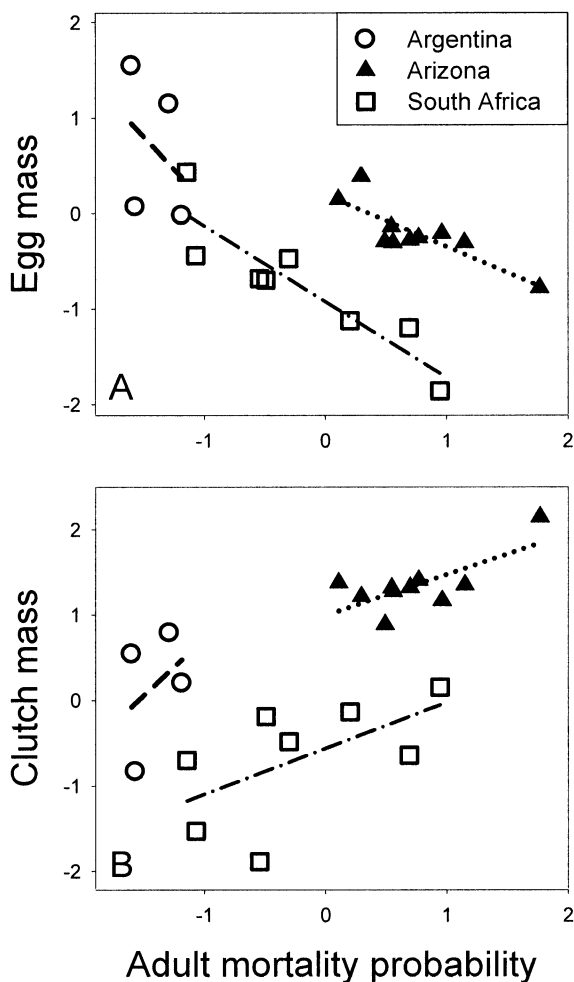 2
1
0
-1
-2
Egg mass
Argentina
Arizona
South Africa
A
-1
0
1
2
2
1
0
-1
-2
Clutch mass
B
-1
0
1
2
Adult mortality probability